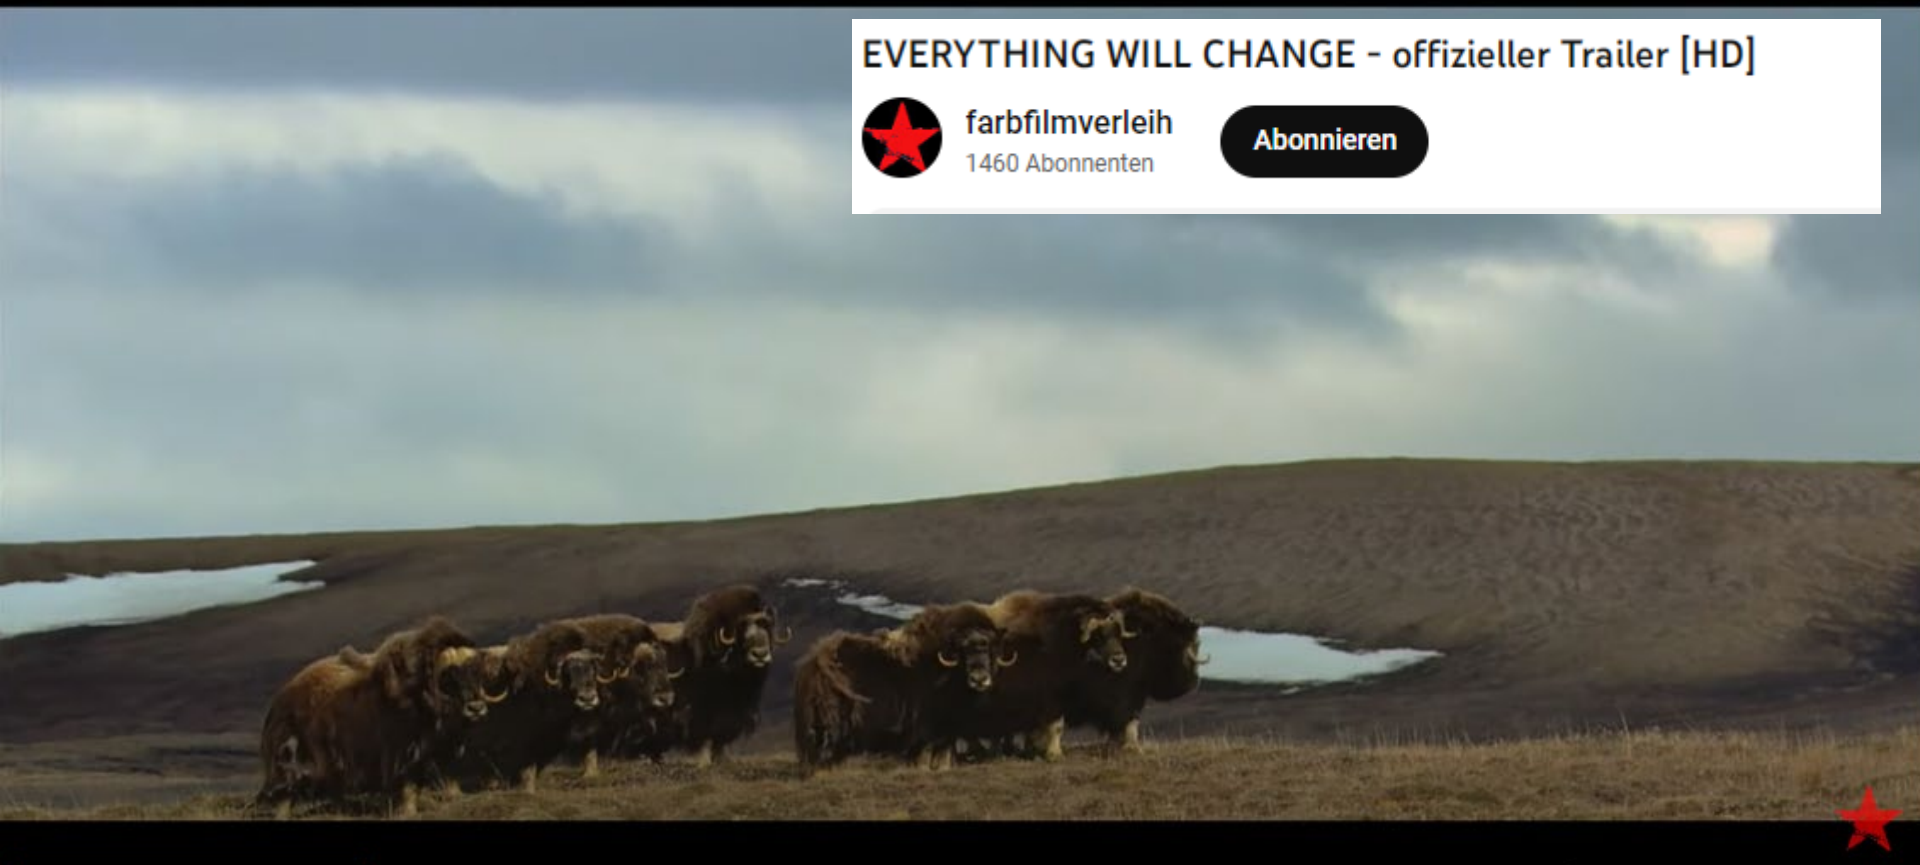 EVERYTHING WILL CHANGE - offizieller Trailer [HD]
farbfilmverleih
1460 Abonnenten
Abonnieren